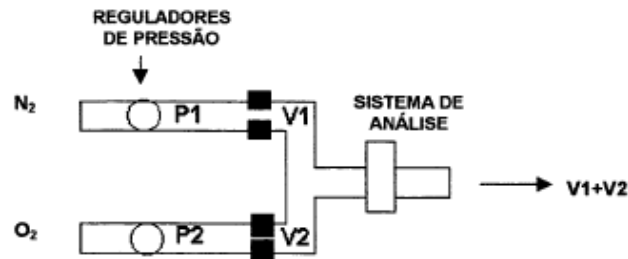 REGULADORES
DE PRESSÃO
N₂
P1
V1
SISTEMA DE
ANÁLISE
V1+V2
O₂
P2
V2